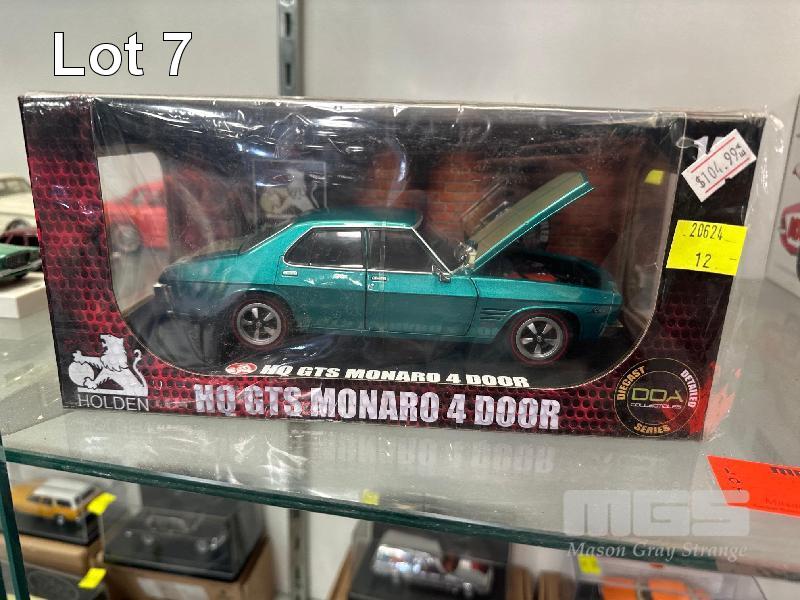 Lot 7
$104.99
20624
12
HQ GTS MONARO 4 DOOR
HOLDEN
HQ GTS MONARO 4 DOOR
DIECAST
DETAILED
DDA
COLLECTIBLES
SERIES
MGS
Mason Gray Strange